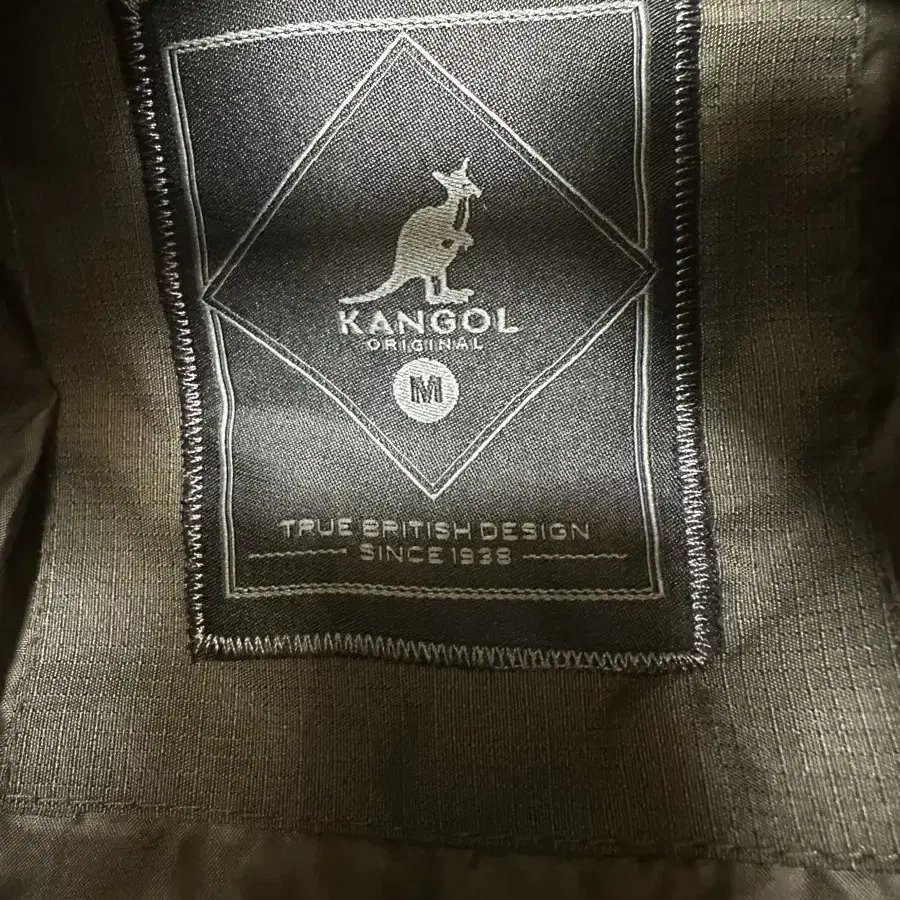 KANGOL
ORIGINAL
M
TRUE BRITISH DESIGN
SINCE 1938